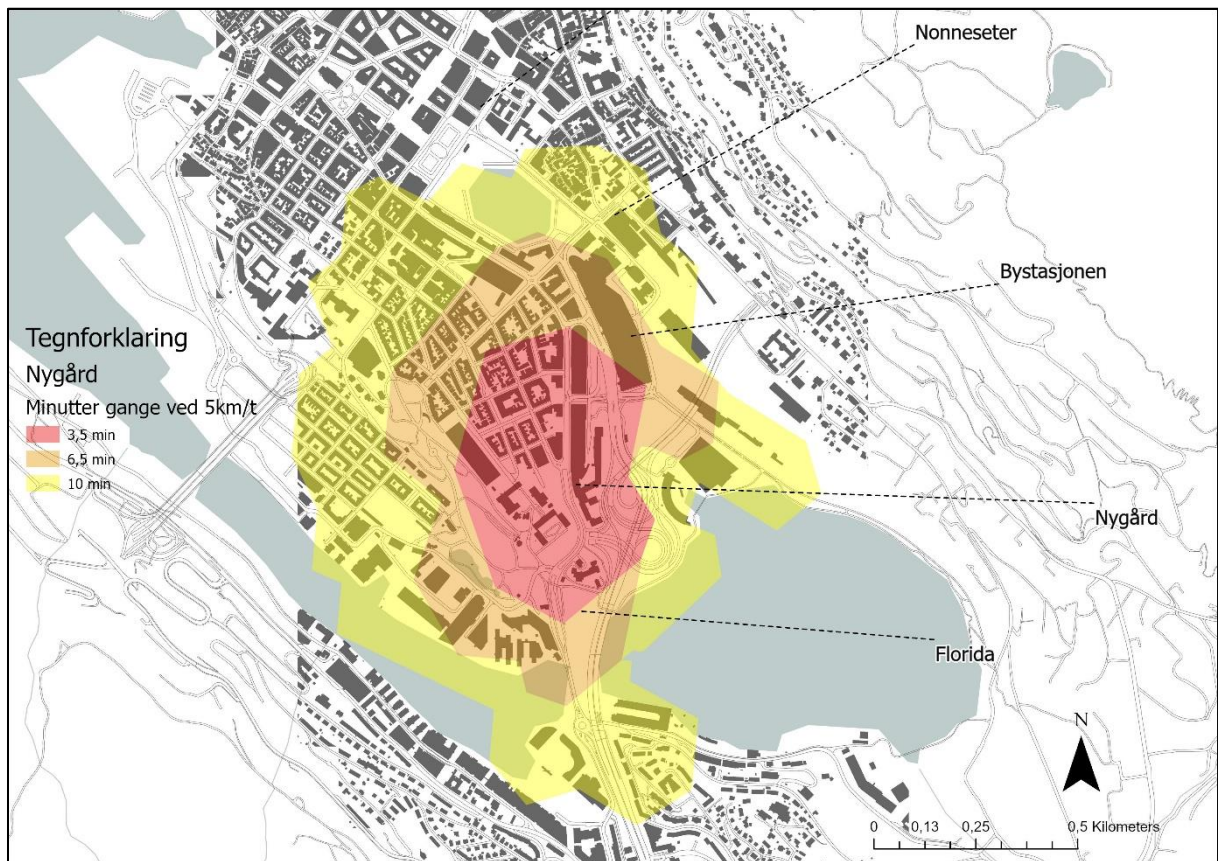 Nonneseter
Bystasjonen
Tegnforklaring
Nygård
Minutter gange ved 5km/t
3,5 min
6,5 min
10 min
Nygård
Florida
N
0 0,13 0,25 0,5 Kilometers